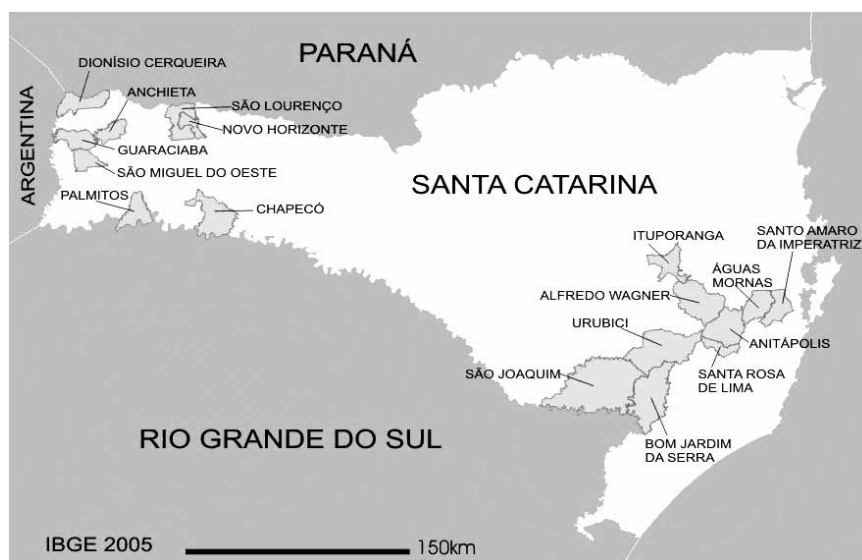 PARANÁ
DIONÍSIO CERQUEIRA
ANCHIETA
SÃO LOURENÇO
NOVO HORIZONTE
GUARACIABA
SÃO MIGUEL DO OESTE
ARGENTINA
PALMITOS
CHAPECÓ
SANTA CATARINA
ITUPORANGA
SANTO AMARO
DA IMPERATRIZ
ÁGUAS
MORNAS
ALFREDO WAGNER
URUBICI
ANITÁPOLIS
SÃO JOAQUIM
SANTA ROSA
DE LIMA
RIO GRANDE DO SUL
BOM JARDIM
DA SERRA
IBGE 2005
150km